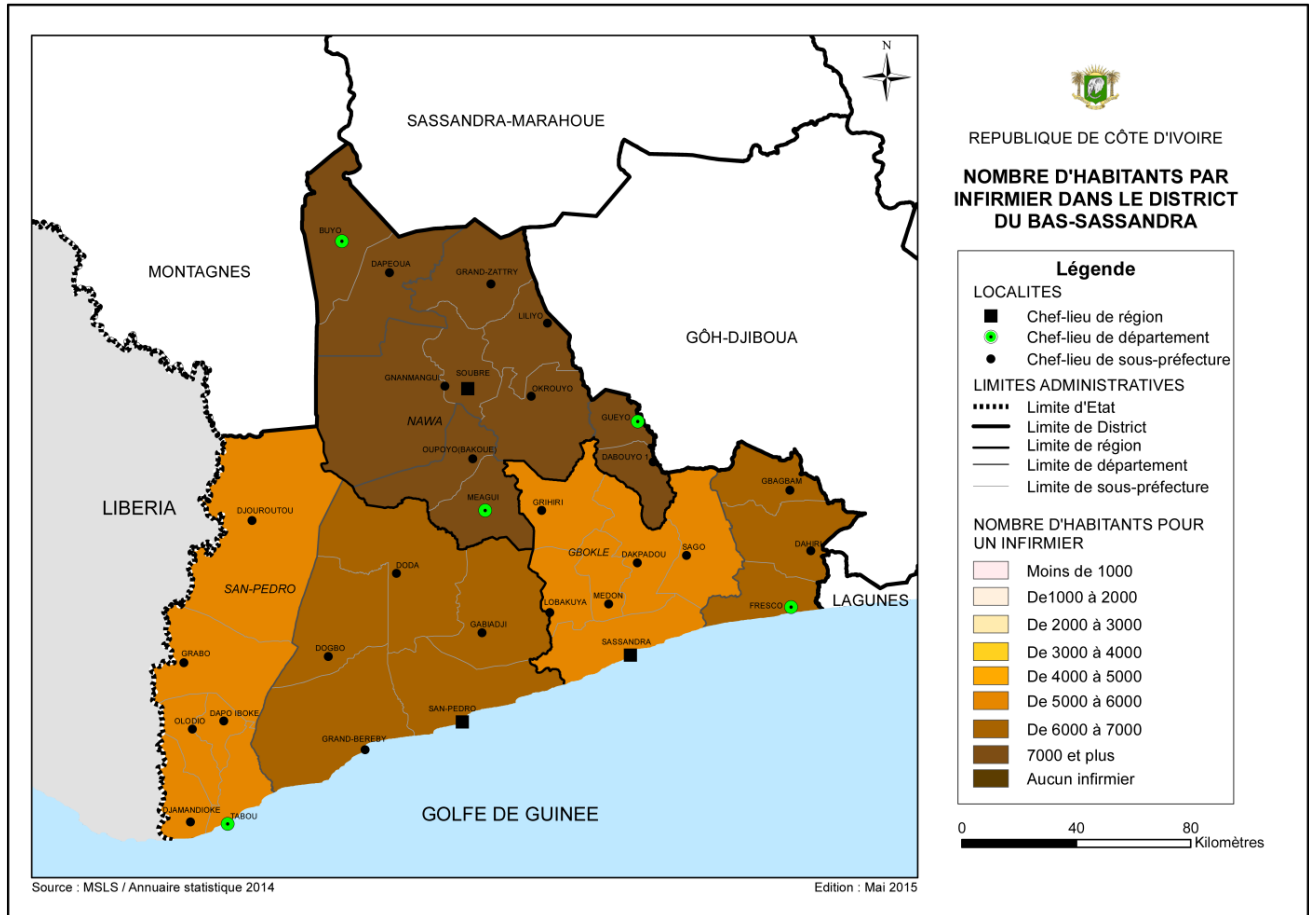 N
SASSANDRA-MARAHOUE
MONTAGNES
GÔH-DJIBOUA
LIBERIA
LAGUNES
GOLFE DE GUINEE
BUYO
DAPEOUA
GRAND-ZATTRY
LILIYO
GNANMANGUI
SOUBRE
OKROUYO
NAWA
GUEYO
OUPOYO(BAKOUE)
DABOUYO 1
MEAGUI
GBAGBAM
DJOUROUTOU
GRIHIRI
GBOKLE
DAKPADOU
SAGO
DAHIRI
SAN-PEDRO
DODA
LOBAKUYA
MEDON
FRESCO
GABIADJI
GRABO
DOGBO
SASSANDRA
OLODIO
DAPO IBOKE
SAN-PEDRO
GRAND-BEREBY
DJAMANDIOKE
TABOU
Source : MSLS / Annuaire statistique 2014
Edition : Mai 2015
REPUBLIQUE DE CÔTE D'IVOIRE
NOMBRE D'HABITANTS PAR
INFIRMIER DANS LE DISTRICT
DU BAS-SASSANDRA
Légende
LOCALITES
Chef-lieu de région
Chef-lieu de département
Chef-lieu de sous-préfecture
LIMITES ADMINISTRATIVES
Limite d'Etat
Limite de District
Limite de région
Limite de département
Limite de sous-préfecture
NOMBRE D'HABITANTS POUR
UN INFIRMIER
Moins de 1000
De1000 à 2000
De 2000 à 3000
De 3000 à 4000
De 4000 à 5000
De 5000 à 6000
De 6000 à 7000
7000 et plus
Aucun infirmier
0 40 80
Kilomètres